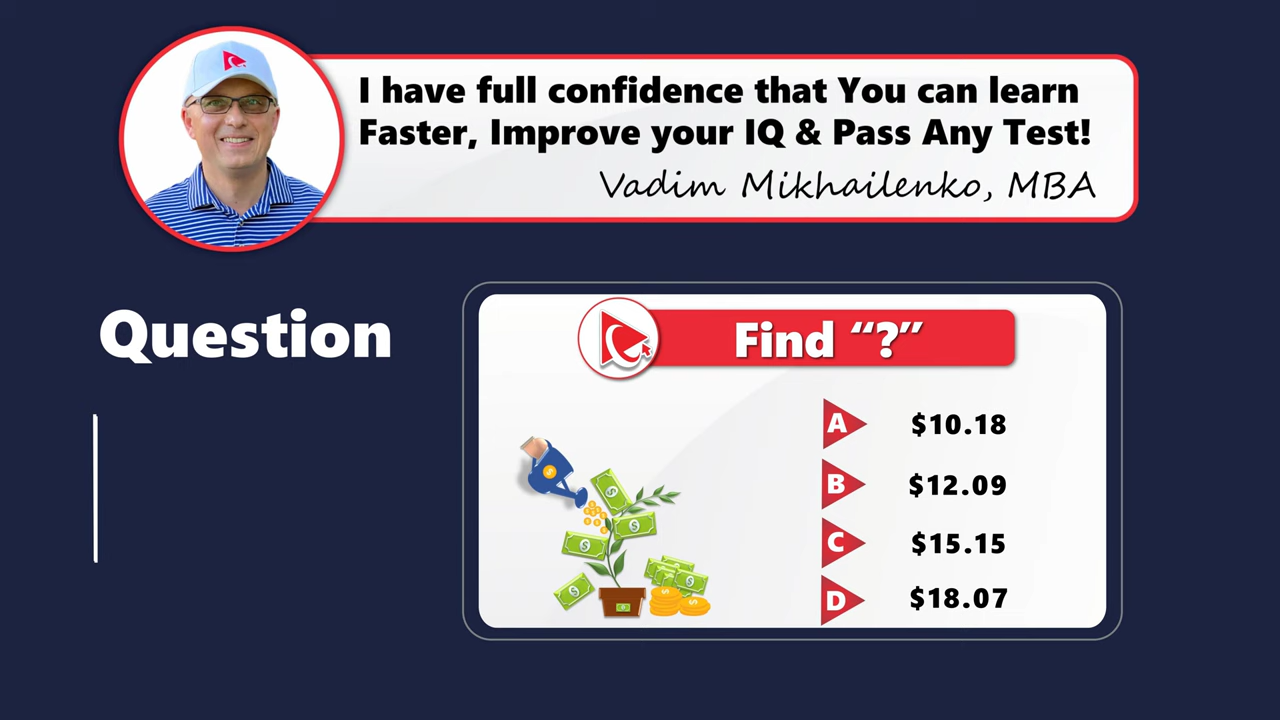 I have full confidence that You can learn
Faster, Improve your IQ & Pass Any Test!
Vadim Mikhailenko, MBA
Question
Find “?”
A $10.18
B $12.09
C $15.15
D $18.07